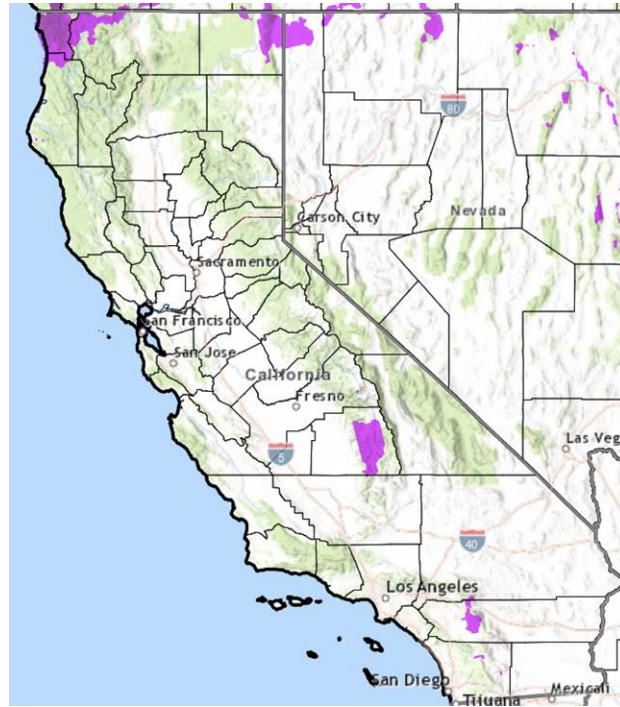 80
Carson City
Nevada
Sacramento
San Francisco
San Jose
California
Fresno
Las Veg
5
40
Los Angeles
San Diego
Mexicali
Tijuana